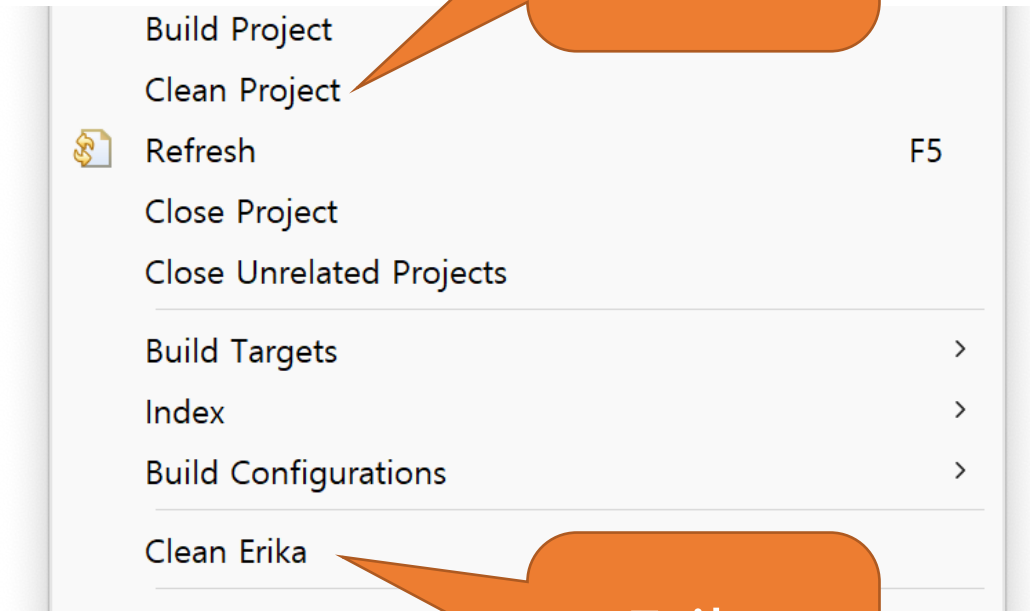 Build Project
Clean Project
Refresh F5
Close Project
Close Unrelated Projects
Build Targets
Index
Build Configurations
Clean Erika